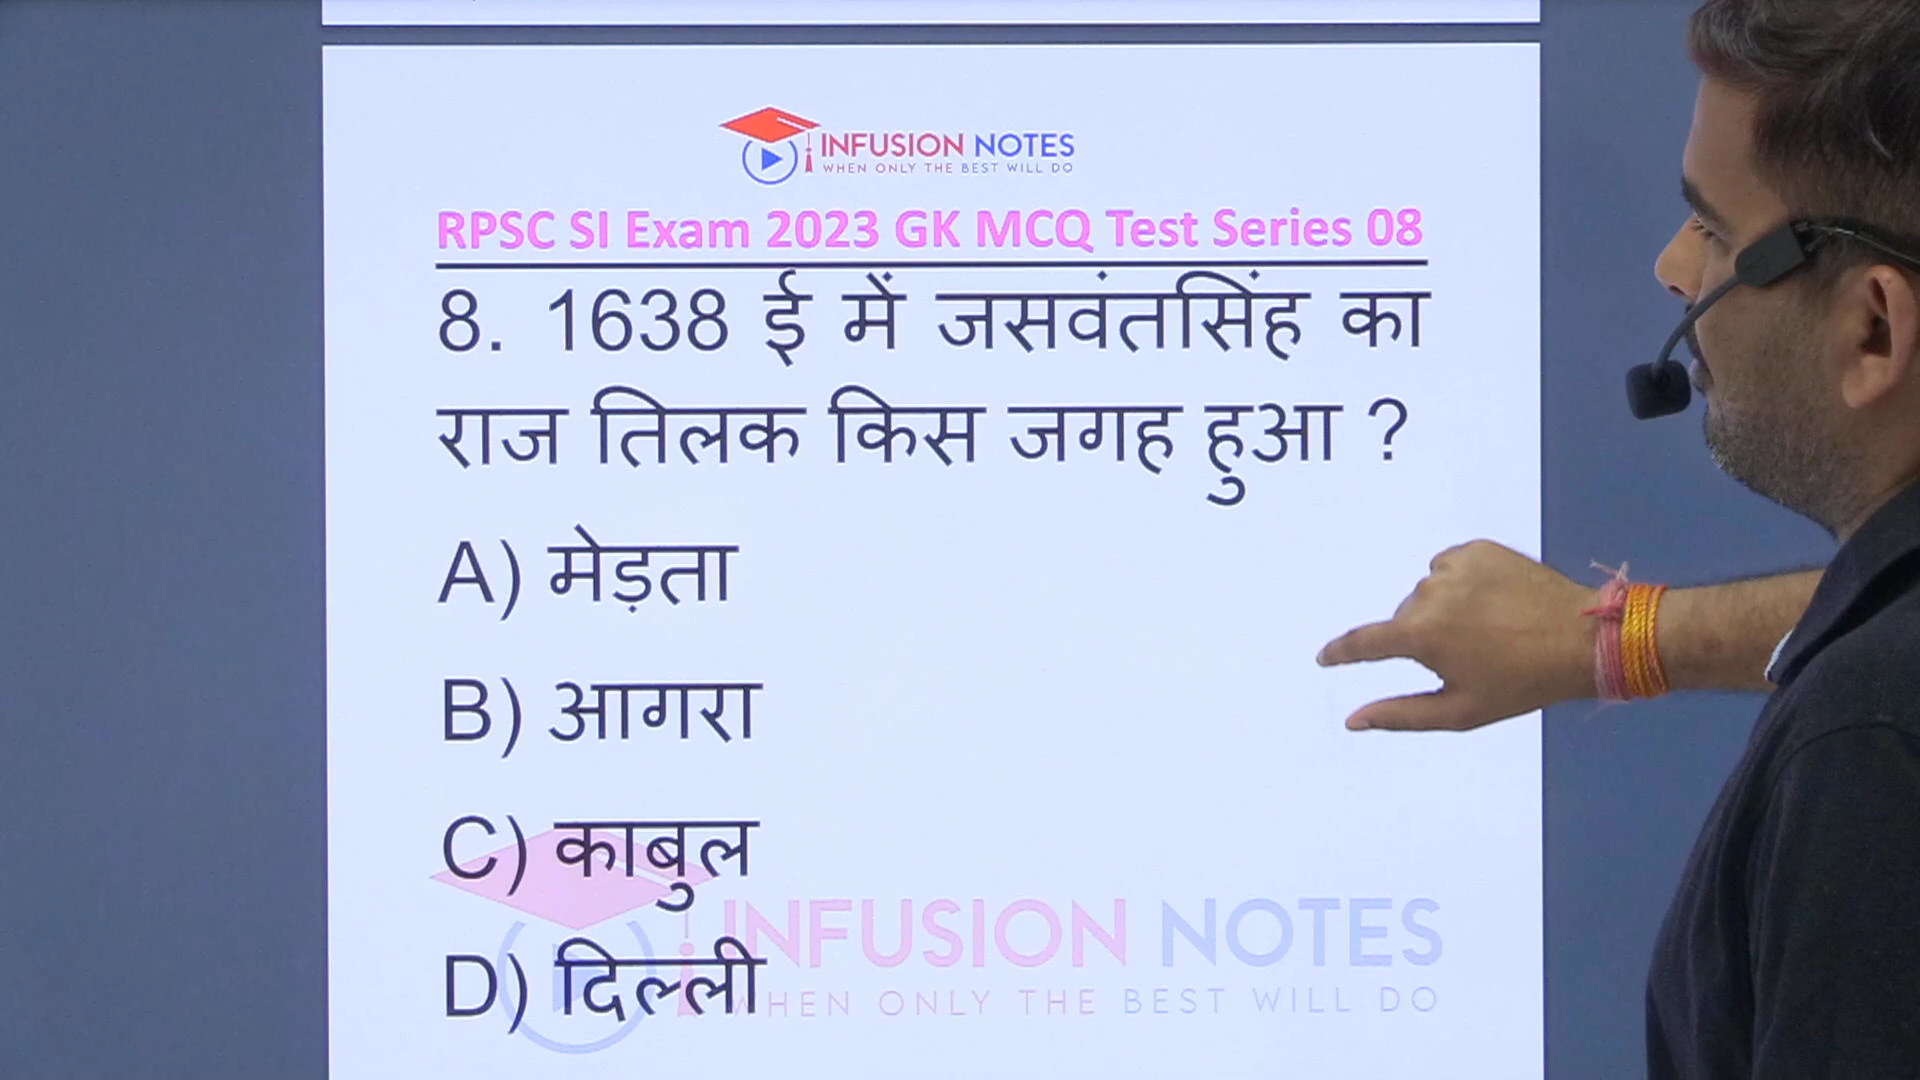 INFUSION NOTES
WHEN ONLY THE BEST WILL DO
RPSC SI Exam 2023 GK MCQ Test Series 08
8. 1638 ई में जसवंतसिंह का
राज तिलक किस जगह हुआ ?
A) मेड़ता
B) आगरा
C) काबुल
D) दिल्ली
INFUSION NOTES
WHEN ONLY THE BEST WILL DO